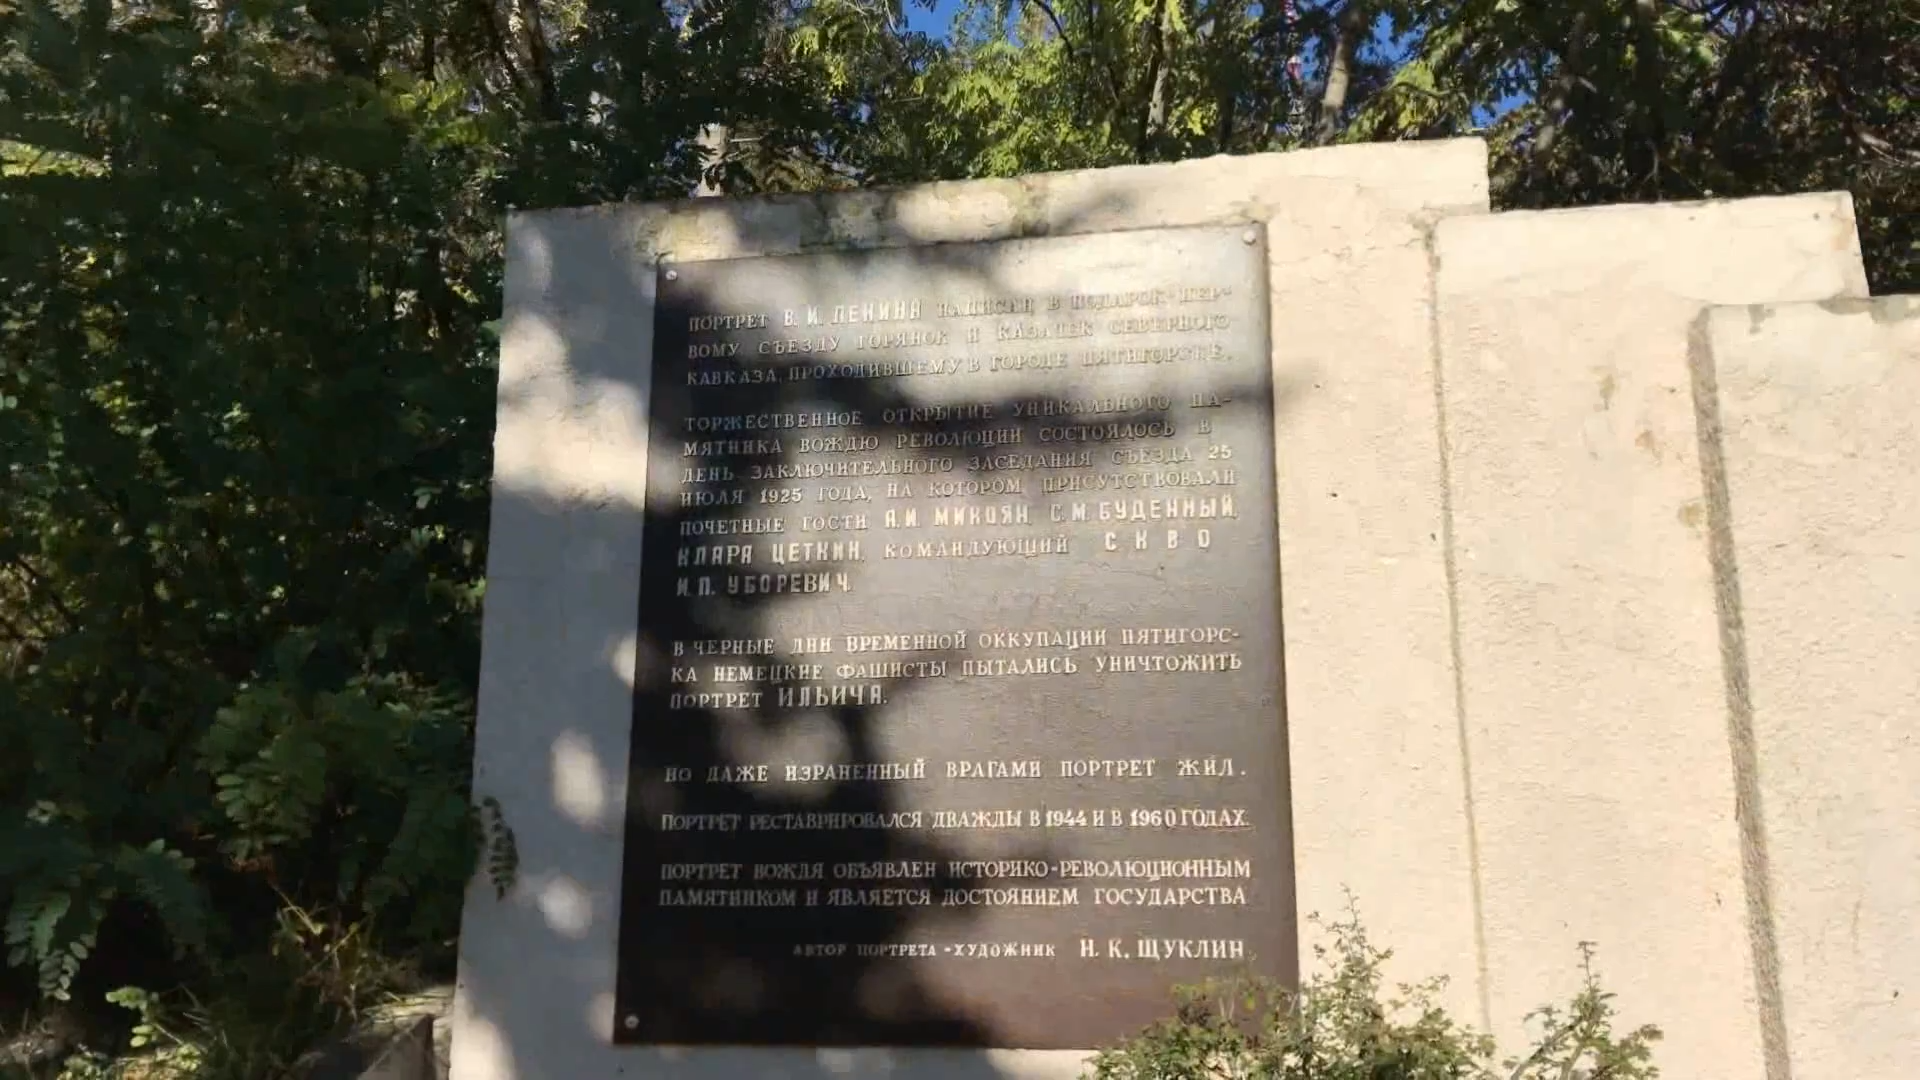 ПОРТРЕТ В. И. ЛЕНИНА НАПИСАН В ПОДАРОК ПЕР-
ВОМУ СЪЕЗДУ ГОРЯНОК И КАЗАЧЕК СЕВЕРНОГО
КАВКАЗА, ПРОХОДИВШЕМУ В ГОРОДЕ ПЯТИГОРСКЕ.
ТОРЖЕСТВЕННОЕ ОТКРЫТИЕ УНИКАЛЬНОГО ПА-
МЯТНИКА ВОЖДЮ РЕВОЛЮЦИИ СОСТОЯЛОСЬ В
ДЕНЬ ЗАКЛЮЧИТЕЛЬНОГО ЗАСЕДАНИЯ СЪЕЗДА 25
ИЮЛЯ 1925 ГОДА, НА КОТОРОМ ПРИСУТСТВОВАЛИ
ПОЧЕТНЫЕ ГОСТИ А.И. МИКОЯН, С.М. БУДЕННЫЙ,
КЛАРА ЦЕТКИН, КОМАНДУЮЩИЙ С К В О
И.П. УБОРЕВИЧ.
В ЧЕРНЫЕ ДНИ ВРЕМЕННОЙ ОККУПАЦИИ ПЯТИГОРС-
КА НЕМЕЦКИЕ ФАШИСТЫ ПЫТАЛИСЬ УНИЧТОЖИТЬ
ПОРТРЕТ ИЛЬИЧА.
НО ДАЖЕ ИЗРАНЕННЫЙ ВРАГАМИ ПОРТРЕТ ЖИЛ.
ПОРТРЕТ РЕСТАВРИРОВАЛСЯ ДВАЖДЫ В 1944 И В 1960 ГОДАХ.
ПОРТРЕТ ВОЖДЯ ОБЪЯВЛЕН ИСТОРИКО-РЕВОЛЮЦИОННЫМ
ПАМЯТНИКОМ И ЯВЛЯЕТСЯ ДОСТОЯНИЕМ ГОСУДАРСТВА
АВТОР ПОРТРЕТА - ХУДОЖНИК Н. К. ЩУКЛИН.